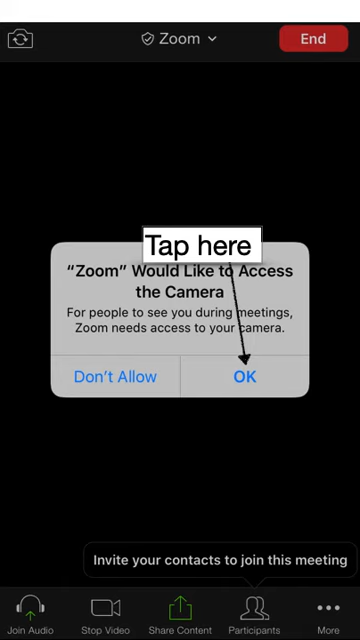 Zoom
End
Tap here
“Zoom” Would Like to Access
the Camera
For people to see you during meetings,
Zoom needs access to your camera.
Don’t Allow
OK
Invite your contacts to join this meeting
Join Audio
Stop Video
Share Content
Participants
More